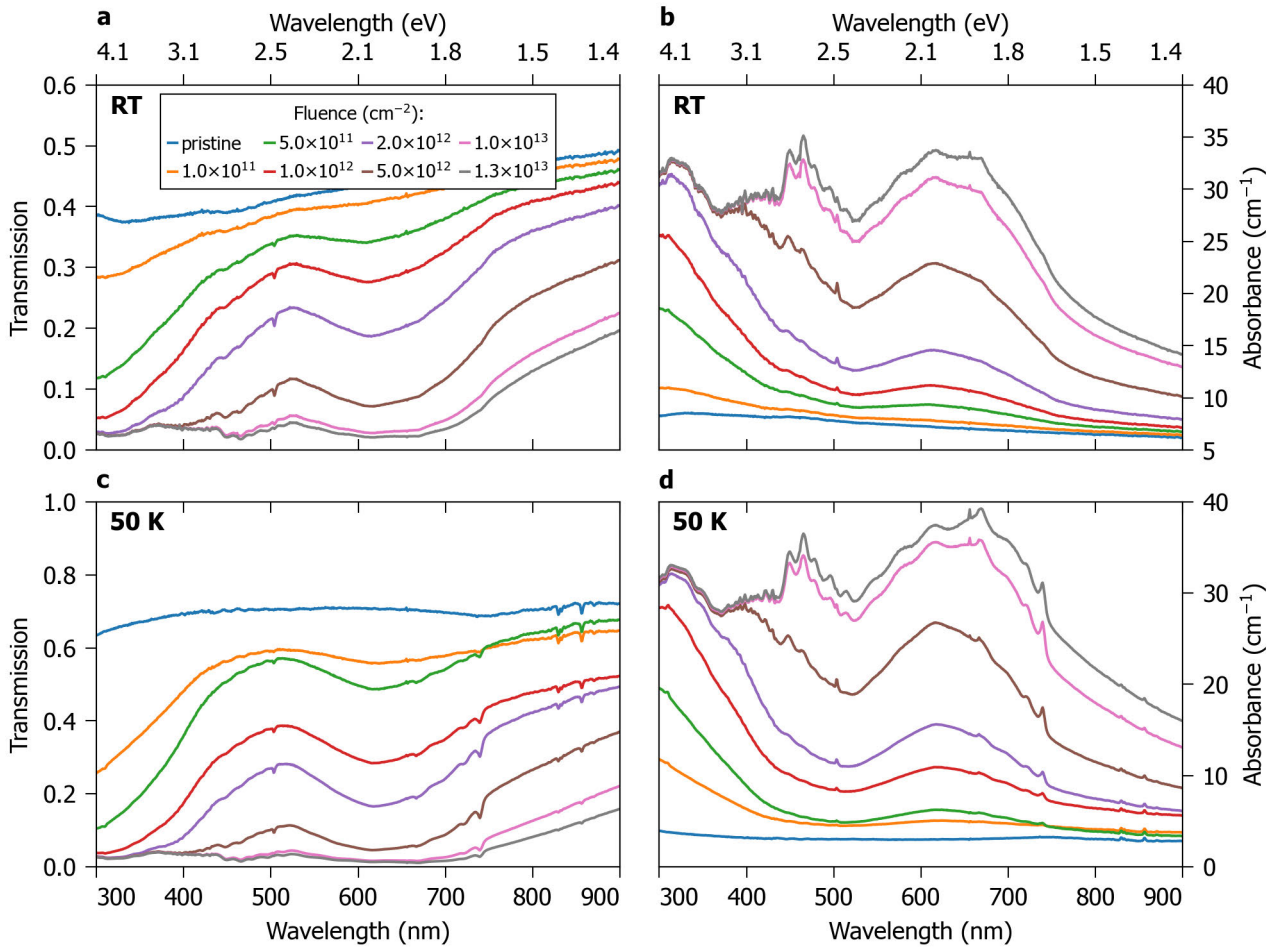 a
Wavelength (eV)
4.1 3.1 2.5 2.1 1.8 1.5 1.4
b
Wavelength (eV)
4.1 3.1 2.5 2.1 1.8 1.5 1.4
RT
Fluence (cm⁻²):
pristine 5.0×10¹¹ 2.0×10¹² 1.0×10¹³
1.0×10¹¹ 1.0×10¹² 5.0×10¹² 1.3×10¹³
Transmission
0.6
0.5
0.4
0.3
0.2
0.1
0.0
RT
40
35
30
25
20
15
10
5
Absorbance (cm⁻¹)
c
50 K
Transmission
1.0
0.8
0.6
0.4
0.2
0.0
300 400 500 600 700 800 900
Wavelength (nm)
d
50 K
40
30
20
10
0
Absorbance (cm⁻¹)
300 400 500 600 700 800 900
Wavelength (nm)